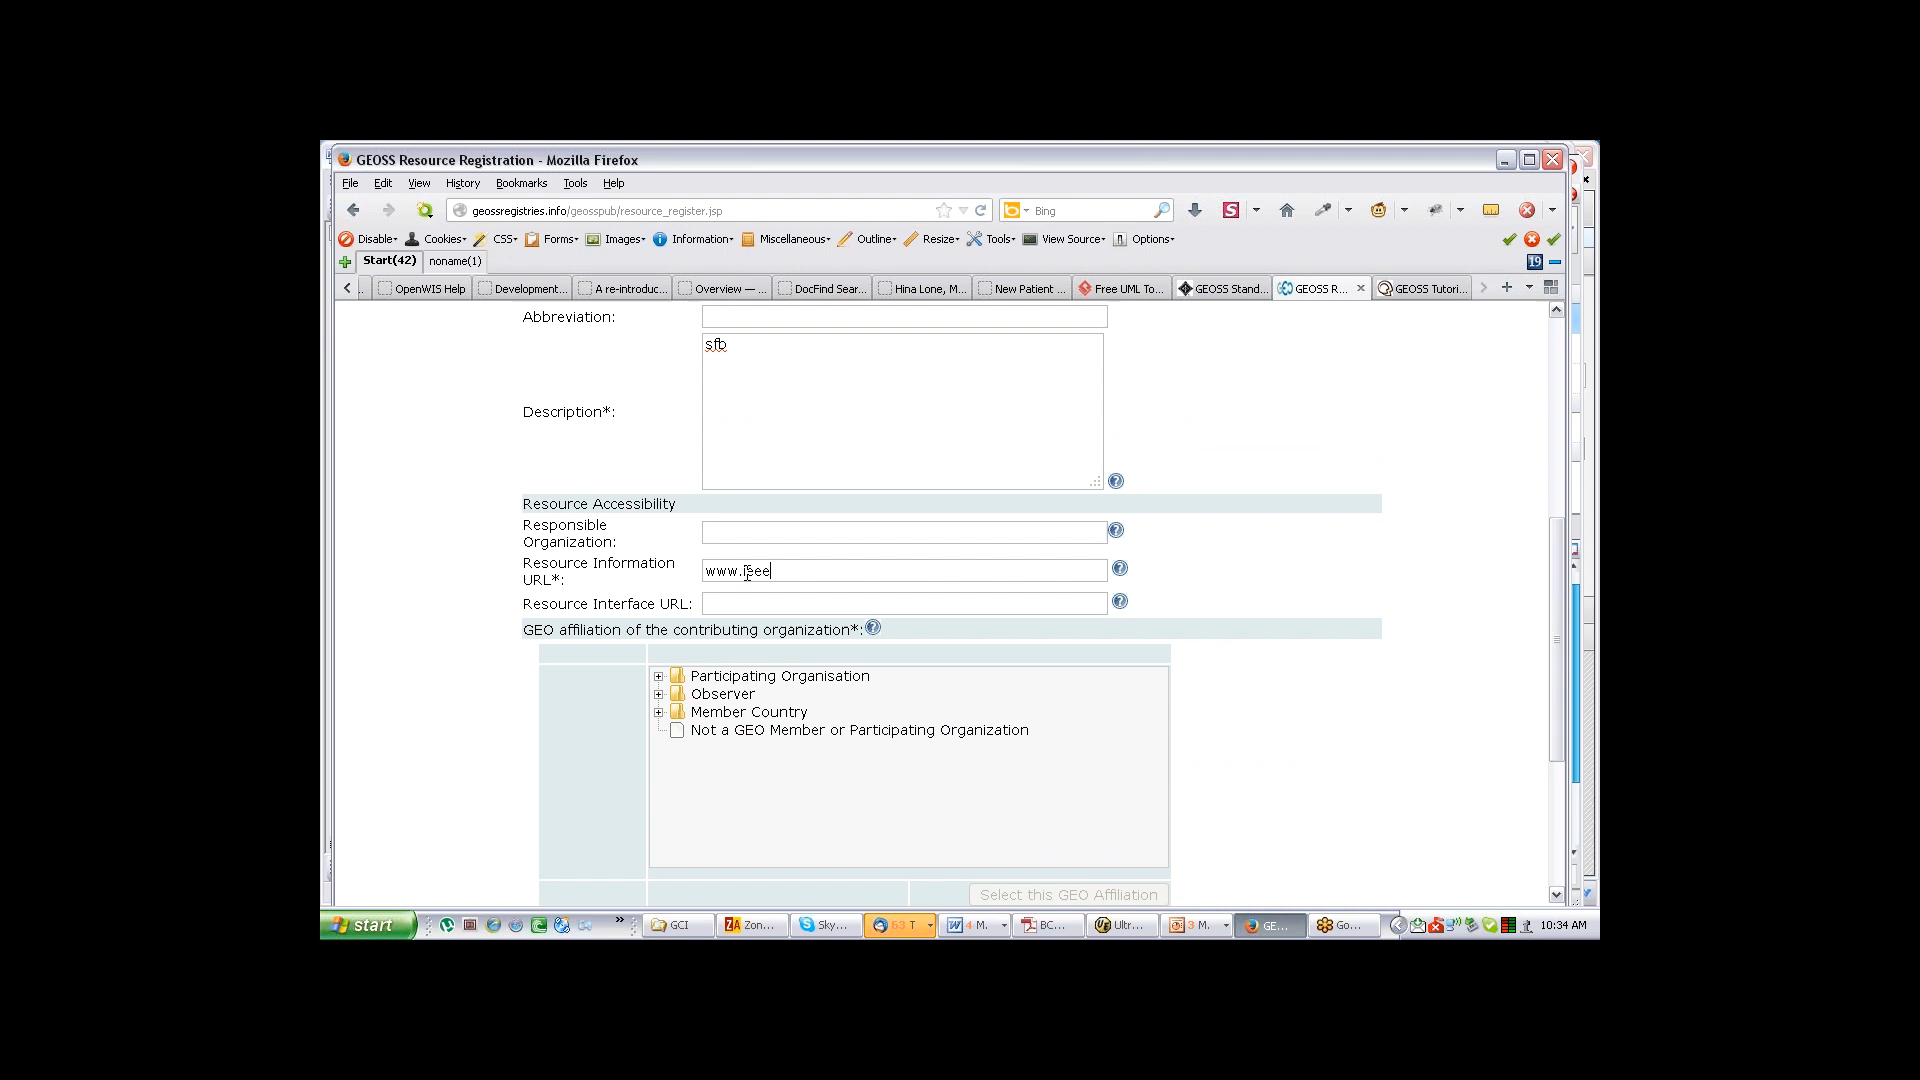 GEOSS Resource Registration - Mozilla Firefox
File Edit View History Bookmarks Tools Help
geossregistries.info/geosspub/resource_register.jsp Bing
Disable Cookies CSS Forms Images Information Miscellaneous Outline Resize Tools View Source Options
Start(42) noname(1) 19
OpenWIS Help Development... A re-introduc... Overview — ... DocFind Sear... Hina Lone, M... New Patient ... Free UML To... GEOSS Stand... GEOSS R... GEOSS Tutori...
Abbreviation:
sfb
Description*:
Resource Accessibility
Responsible
Organization:
Resource Information
URL*:
www.ieee
Resource Interface URL:
GEO affiliation of the contributing organization*:
Participating Organisation
Observer
Member Country
Not a GEO Member or Participating Organization
Select this GEO Affiliation
start GCI Zon... Sky... 63 T 4 M. BC... Ultr... 3 M. GE... Go... 10:34 AM